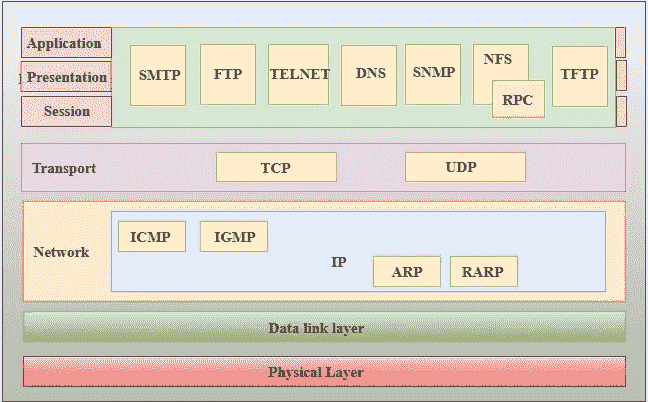 Application
Presentation
Session
SMTP
FTP
TELNET
DNS
SNMP
NFS
RPC
TFTP
Transport
TCP
UDP
Network
ICMP
IGMP
IP
ARP
RARP
Data link layer
Physical Layer